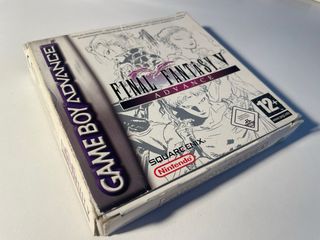 GAME BOY ADVANCE
FINAL FANTASY V
ADVANCE
SQUARE ENIX
Nintendo
12+